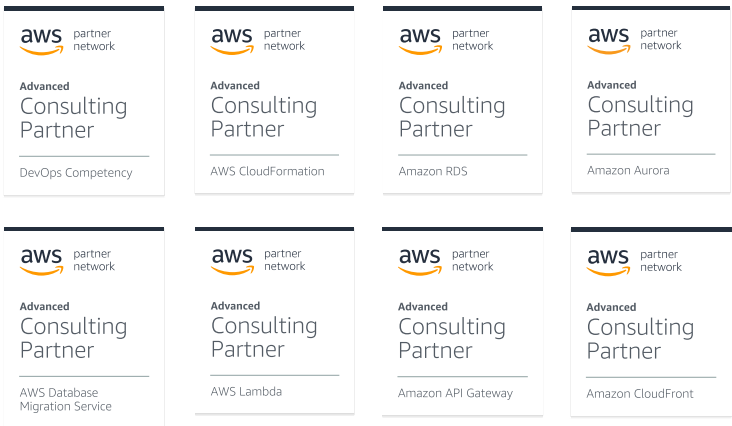 aws partner network
Advanced
Consulting
Partner
DevOps Competency
aws partner network
Advanced
Consulting
Partner
AWS CloudFormation
aws partner network
Advanced
Consulting
Partner
Amazon RDS
aws partner network
Advanced
Consulting
Partner
Amazon Aurora
aws partner network
Advanced
Consulting
Partner
AWS Database
Migration Service
aws partner network
Advanced
Consulting
Partner
AWS Lambda
aws partner network
Advanced
Consulting
Partner
Amazon API Gateway
aws partner network
Advanced
Consulting
Partner
Amazon CloudFront